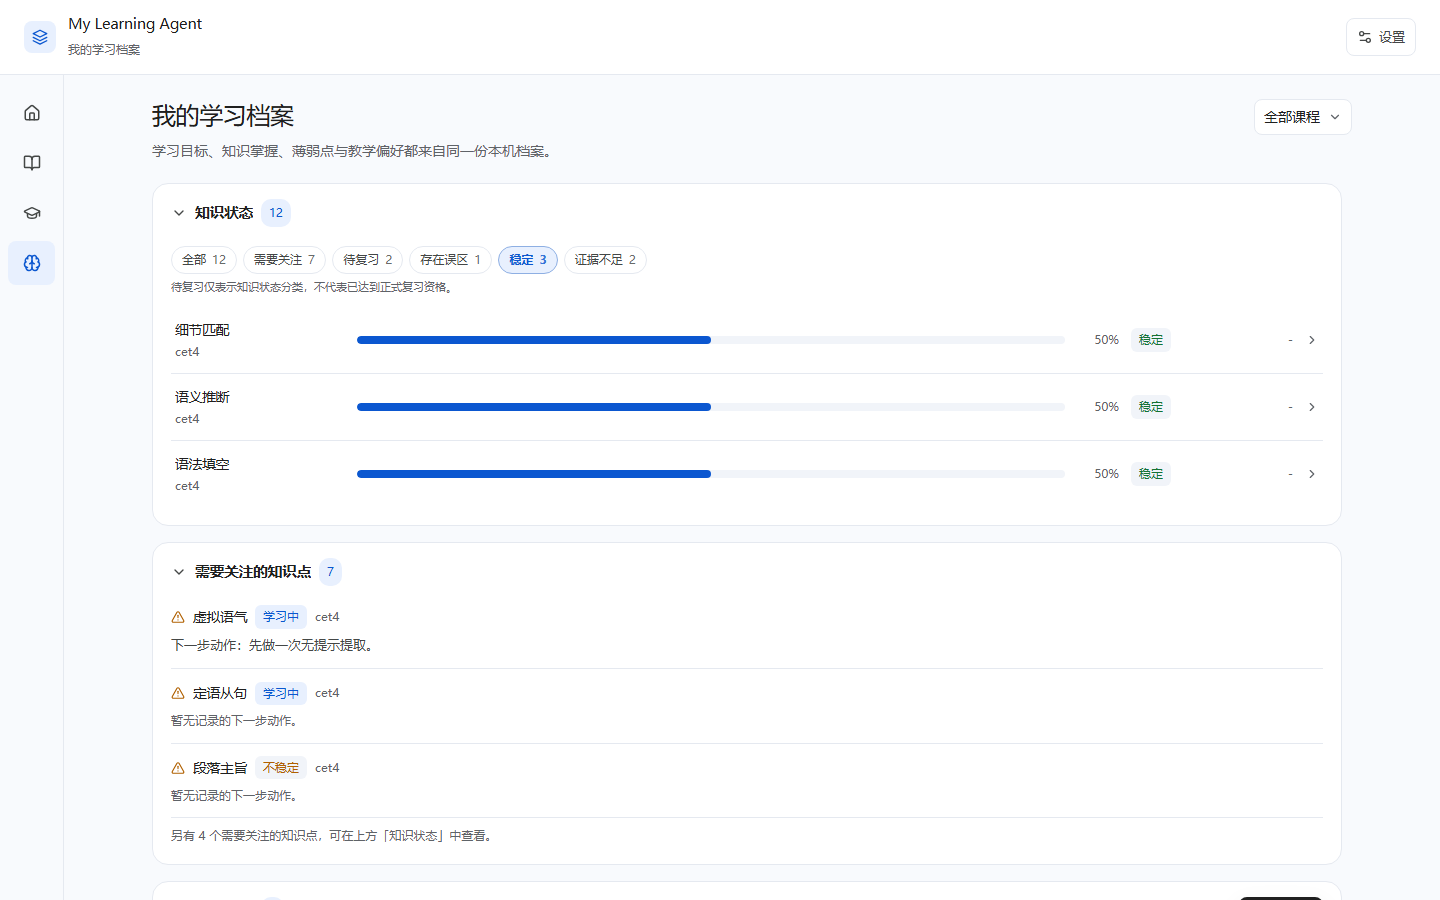 My Learning Agent
我的学习档案
设置
我的学习档案
全部课程
学习目标、知识掌握、薄弱点与教学偏好都来自同一份本机档案。
知识状态 12
全部 12 需要关注 7 待复习 2 存在误区 1 稳定 3 证据不足 2
待复习仅表示知识状态分类，不代表已达到正式复习资格。
细节匹配
cet4
50% 稳定 -
语义推断
cet4
50% 稳定 -
语法填空
cet4
50% 稳定 -
需要关注的知识点 7
虚拟语气 学习中 cet4
下一步动作：先做一次无提示提取。
定语从句 学习中 cet4
暂无记录的下一步动作。
段落主旨 不稳定 cet4
暂无记录的下一步动作。
另有 4 个需要关注的知识点，可在上方「知识状态」中查看。